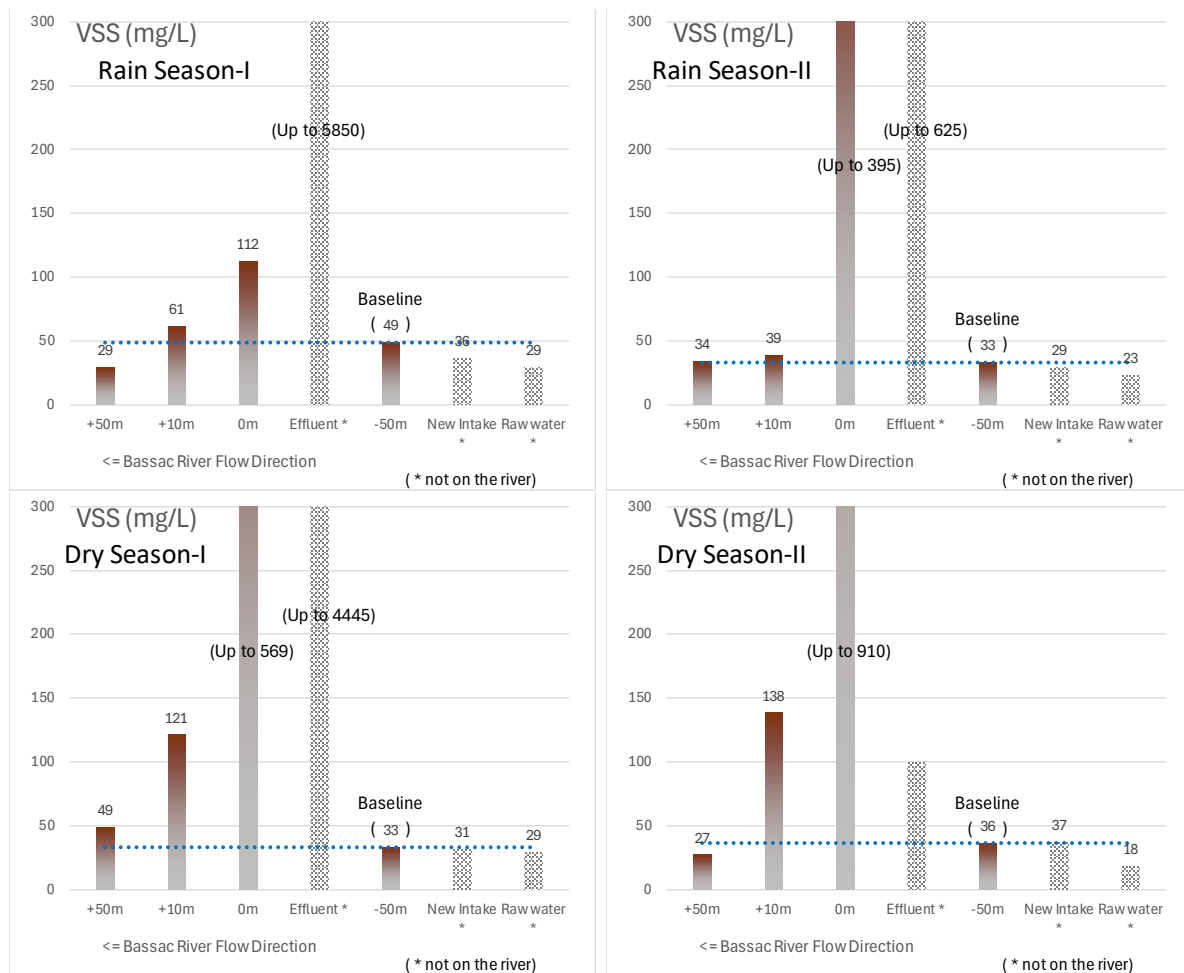 VSS (mg/L)
Rain Season-I
300
250
200
150
100
50
0
(Up to 5850)
112
61
29
Baseline
( 49 )
36
29
+50m +10m 0m Effluent * -50m New Intake * Raw water *
<= Bassac River Flow Direction
( * not on the river)
VSS (mg/L)
Rain Season-II
300
250
200
150
100
50
0
(Up to 625)
(Up to 395)
34
39
Baseline
( 33 )
29
23
+50m +10m 0m Effluent * -50m New Intake * Raw water *
<= Bassac River Flow Direction
( * not on the river)
VSS (mg/L)
Dry Season-I
300
250
200
150
100
50
0
(Up to 4445)
(Up to 569)
121
49
Baseline
( 33 )
31
29
+50m +10m 0m Effluent * -50m New Intake * Raw water *
<= Bassac River Flow Direction
( * not on the river)
VSS (mg/L)
Dry Season-II
300
250
200
150
100
50
0
(Up to 910)
138
27
Baseline
( 36 )
37
18
+50m +10m 0m Effluent * -50m New Intake * Raw water *
<= Bassac River Flow Direction
( * not on the river)